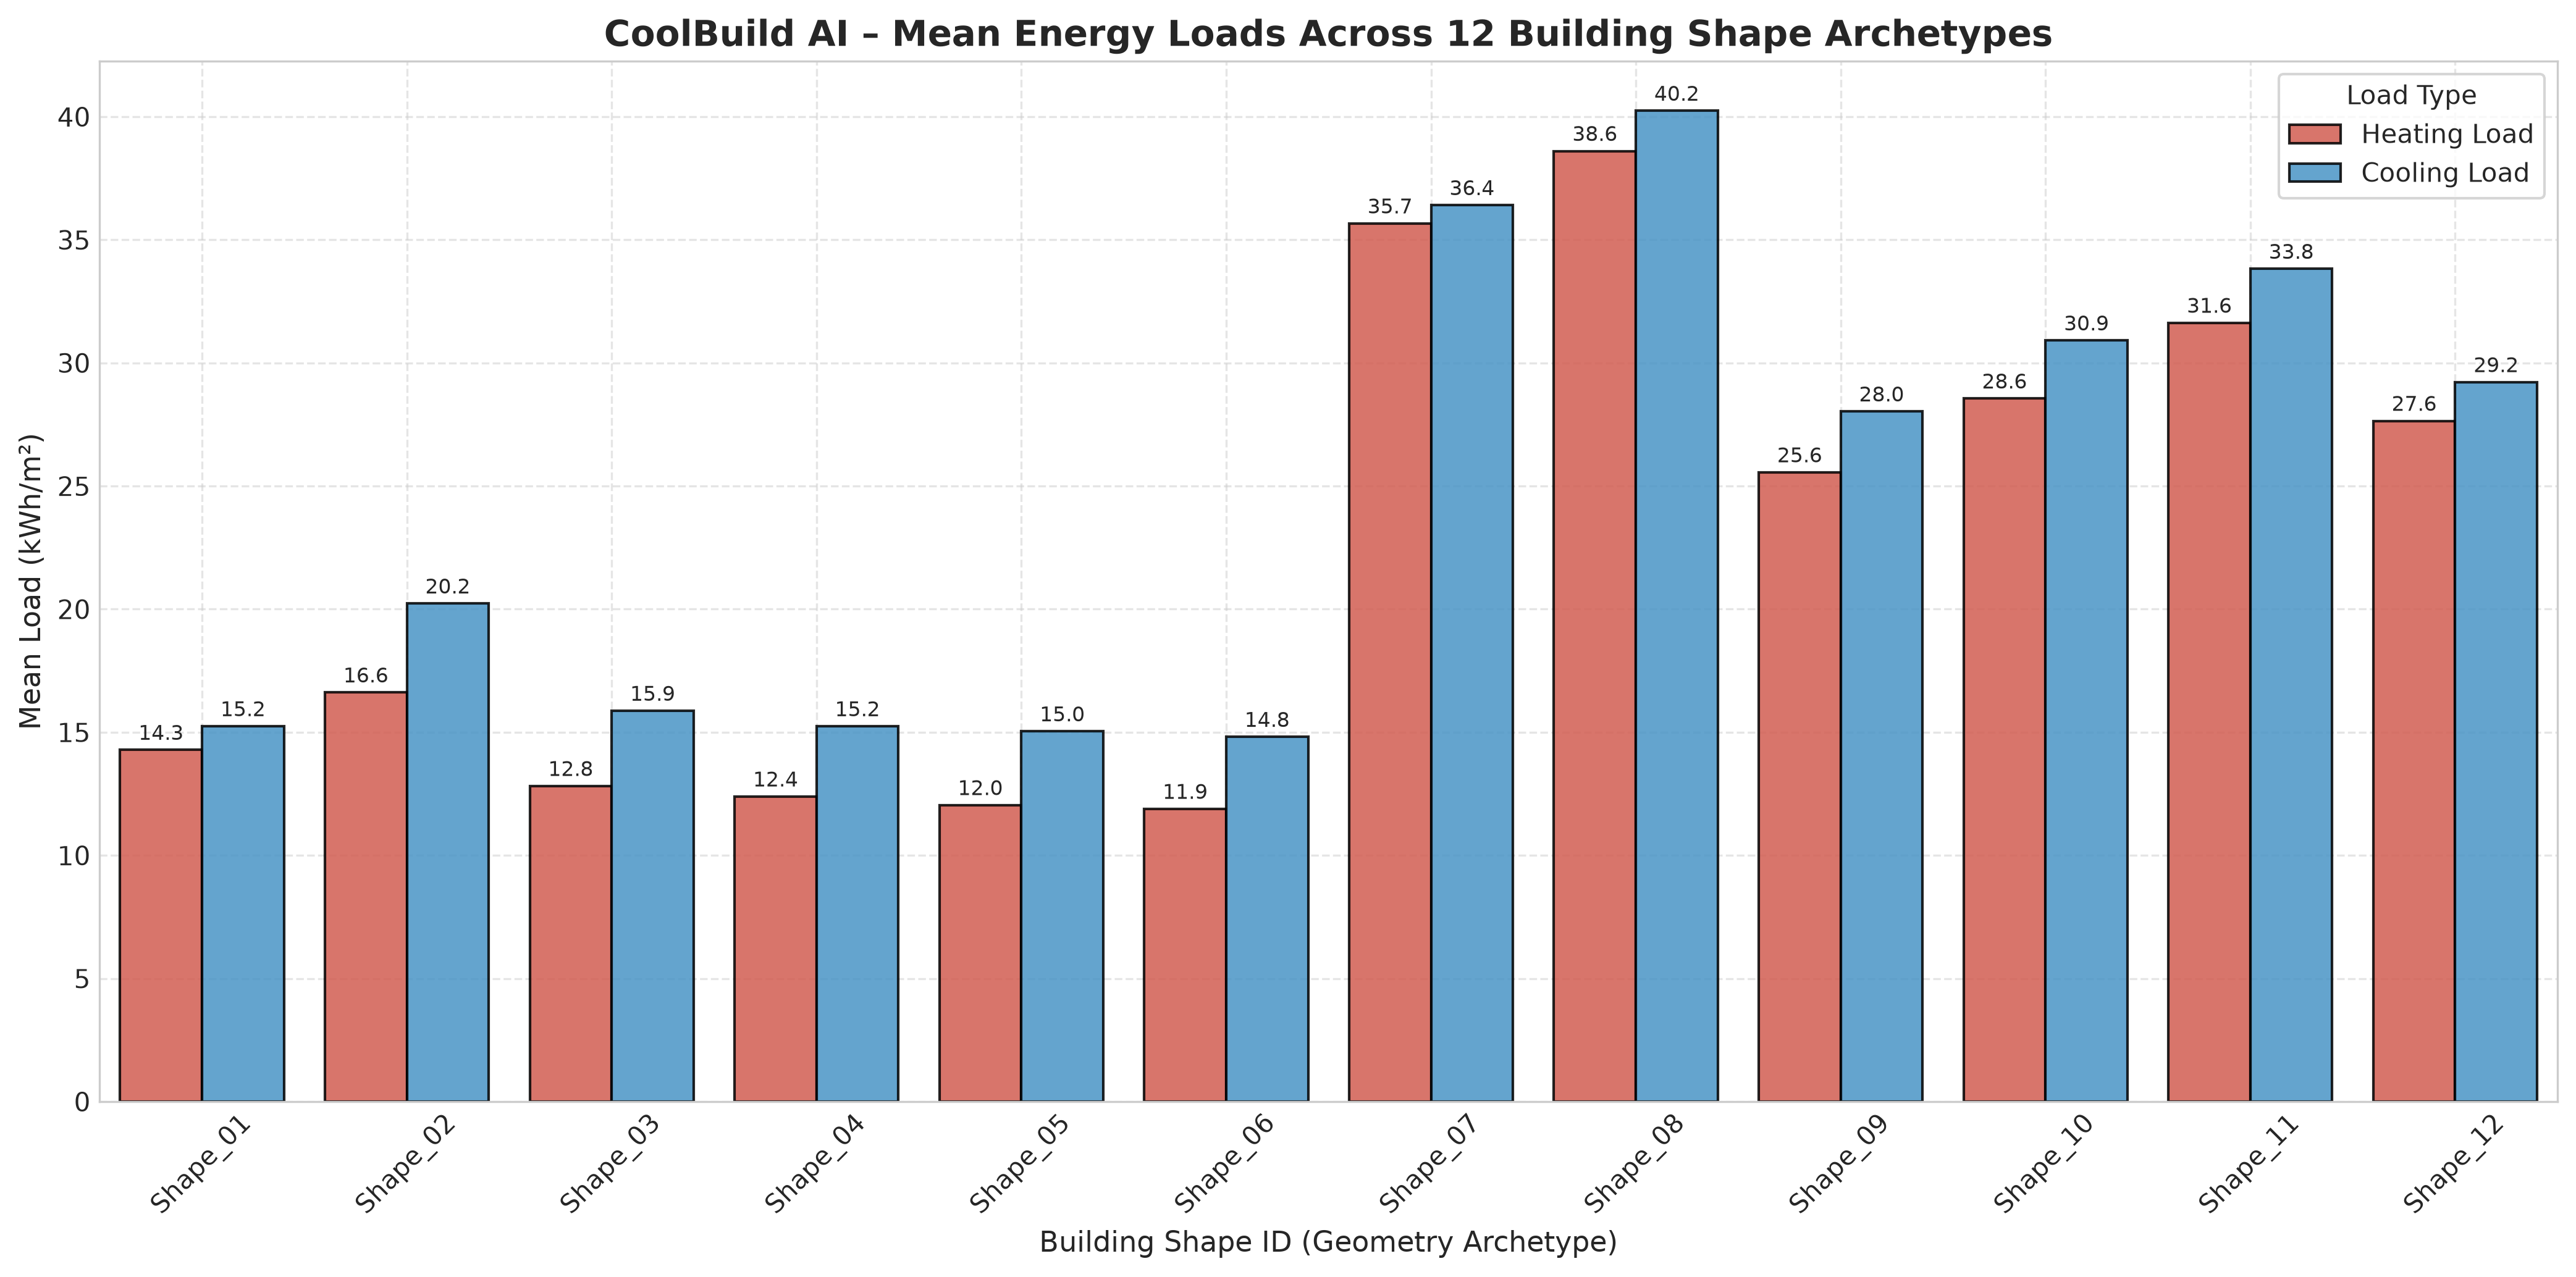 CoolBuild AI – Mean Energy Loads Across 12 Building Shape Archetypes
Load Type
Heating Load
Cooling Load
Mean Load (kWh/m²)
40
35
30
25
20
15
10
5
0
14.3
15.2
16.6
20.2
12.8
15.9
12.4
15.2
12.0
15.0
11.9
14.8
35.7
36.4
38.6
40.2
25.6
28.0
28.6
30.9
31.6
33.8
27.6
29.2
Shape_01
Shape_02
Shape_03
Shape_04
Shape_05
Shape_06
Shape_07
Shape_08
Shape_09
Shape_10
Shape_11
Shape_12
Building Shape ID (Geometry Archetype)